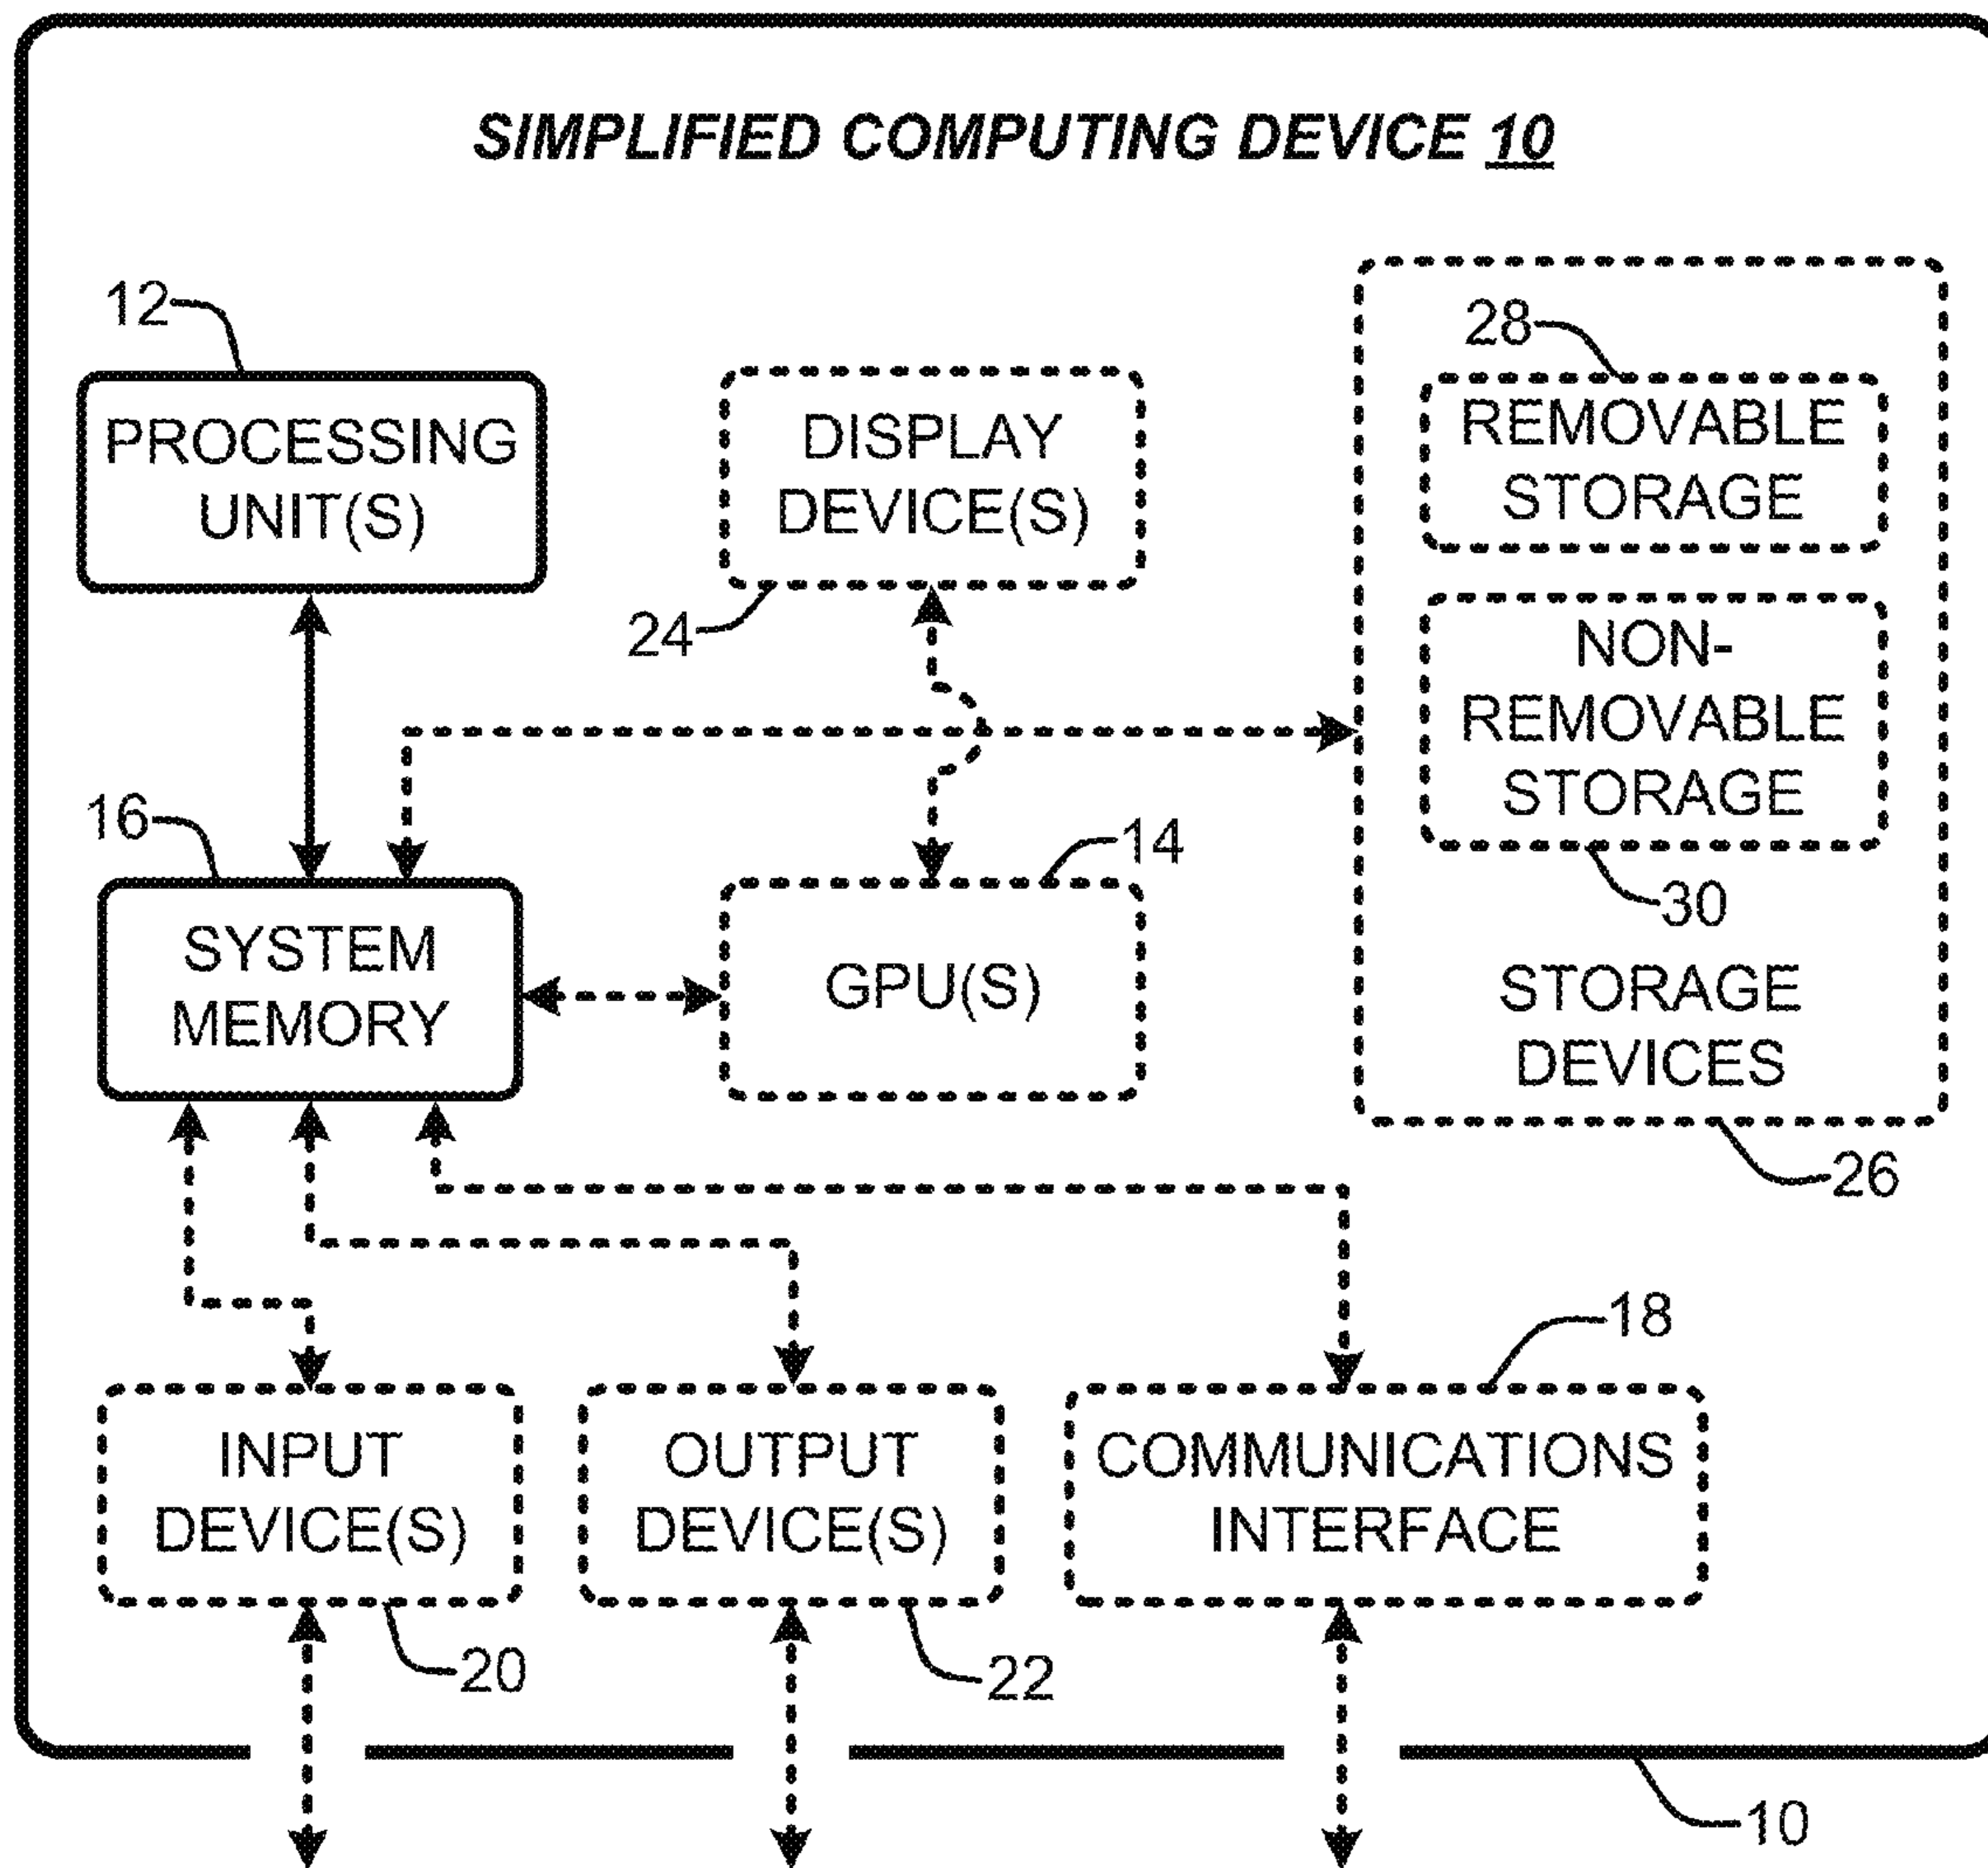 SIMPLIFIED COMPUTING DEVICE 10
12
PROCESSING
UNIT(S)
DISPLAY
DEVICE(S)
24
28
REMOVABLE
STORAGE
NON-
REMOVABLE
STORAGE
30
STORAGE
DEVICES
26
16
SYSTEM
MEMORY
14
GPU(S)
18
INPUT
DEVICE(S)
20
OUTPUT
DEVICE(S)
22
COMMUNICATIONS
INTERFACE
10